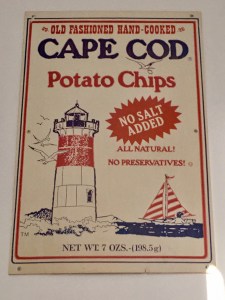 OLD FASHIONED HAND-COOKED
CAPE COD®
Potato Chips
NO SALT
ADDED
ALL NATURAL!
NO PRESERVATIVES!
TM
NET WT. 7 OZS.-(198.5g)